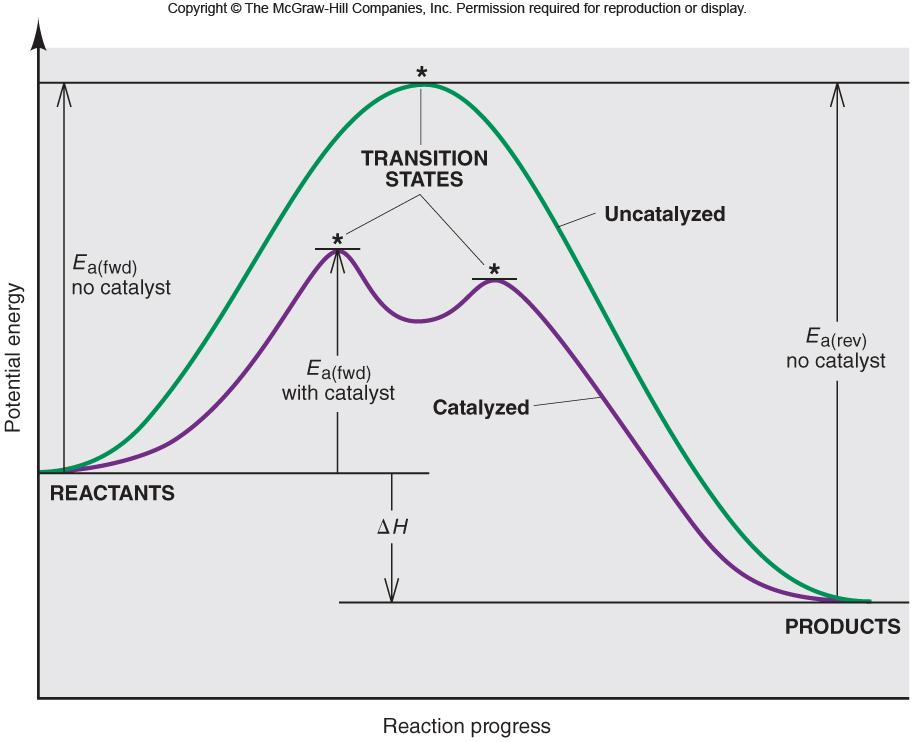 Copyright © The McGraw-Hill Companies, Inc. Permission required for reproduction or display.
*
TRANSITION
STATES
Uncatalyzed
*
*
Ea(fwd)
no catalyst
Ea(rev)
no catalyst
Ea(fwd)
with catalyst
Catalyzed
Potential energy
REACTANTS
ΔH
PRODUCTS
Reaction progress